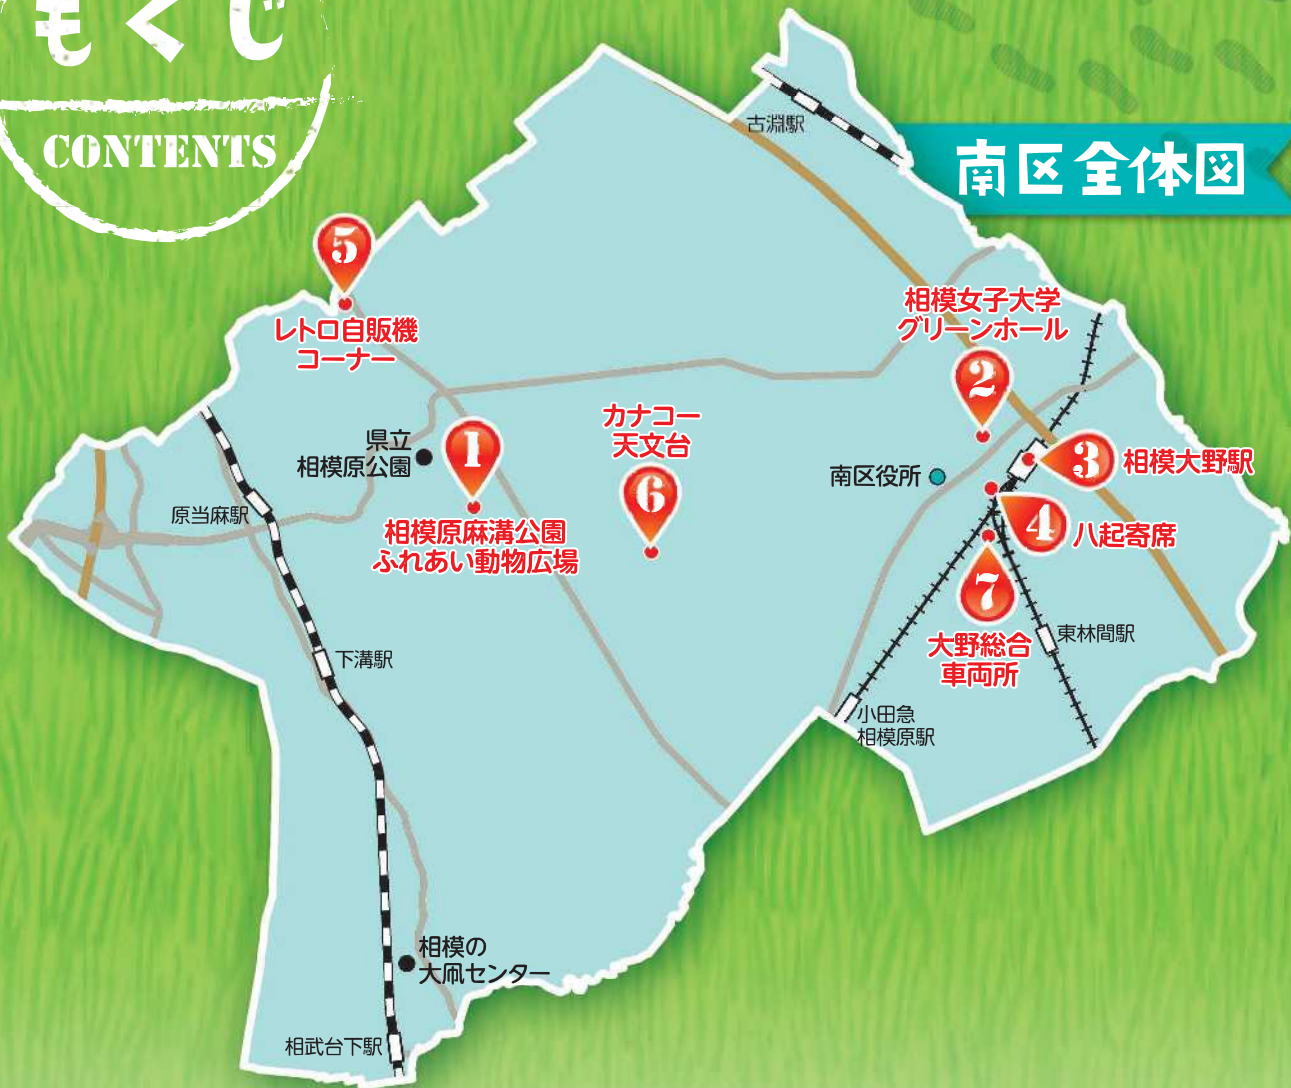 もくじ
CONTENTS
南区全体図
古淵駅
5
レトロ自販機
コーナー
相模女子大学
グリーンホール
2
カナコー
天文台
6
県立
相模原公園
1
相模原麻溝公園
ふれあい動物広場
南区役所
3
相模大野駅
4
八起寄席
7
大野総合
車両所
原当麻駅
東林間駅
下溝駅
小田急
相模原駅
相模の
大凧センター
相武台下駅